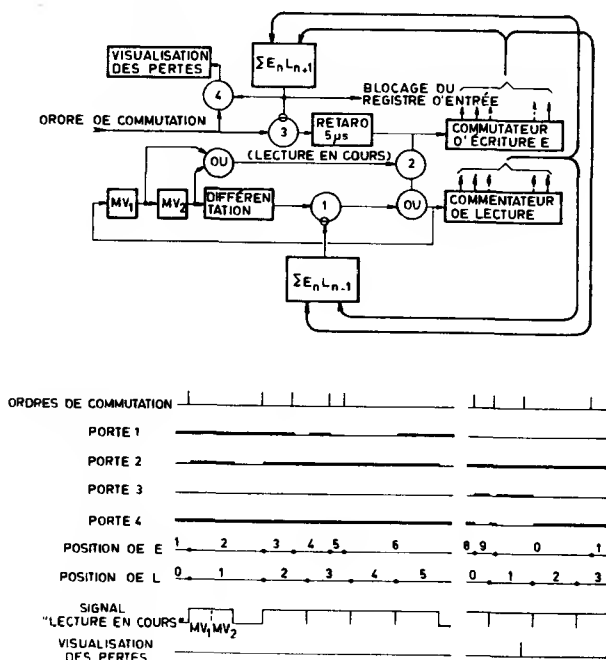 VISUALISATION
DES PERTES
ΣEₙLₙ₊₁
4
BLOCAGE DU
REGISTRE D'ENTRÉE
ORDRE DE COMMUTATION
3
RETARD
5µs
COMMUTATEUR
D'ÉCRITURE E
OU
(LECTURE EN COURS)
2
MV₁
MV₂
DIFFÉREN
TATION
1
OU
COMMENTATEUR
DE LECTURE
ΣEₙLₙ₋₁
ORDRES DE COMMUTATION
PORTE 1
PORTE 2
PORTE 3
PORTE 4
POSITION DE E 1 2 3 4 5 6 8 9 0 1
POSITION DE L 0 1 2 3 4 5 0 1 2 3
SIGNAL
"LECTURE EN COURS"
MV₁ MV₂
VISUALISATION
DES PERTES